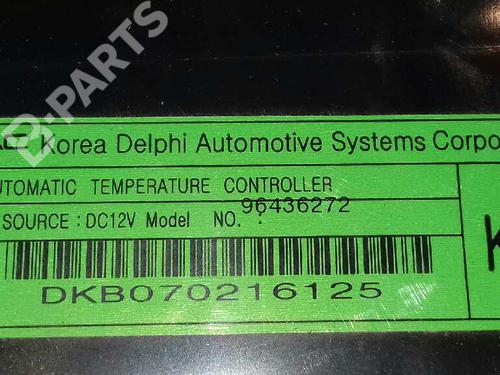 B-PARTS
Korea Delphi Automotive Systems Corpo
UTOMATIC TEMPERATURE CONTROLLER
SOURCE : DC12V Model NO. : 96436272
DKB070216125